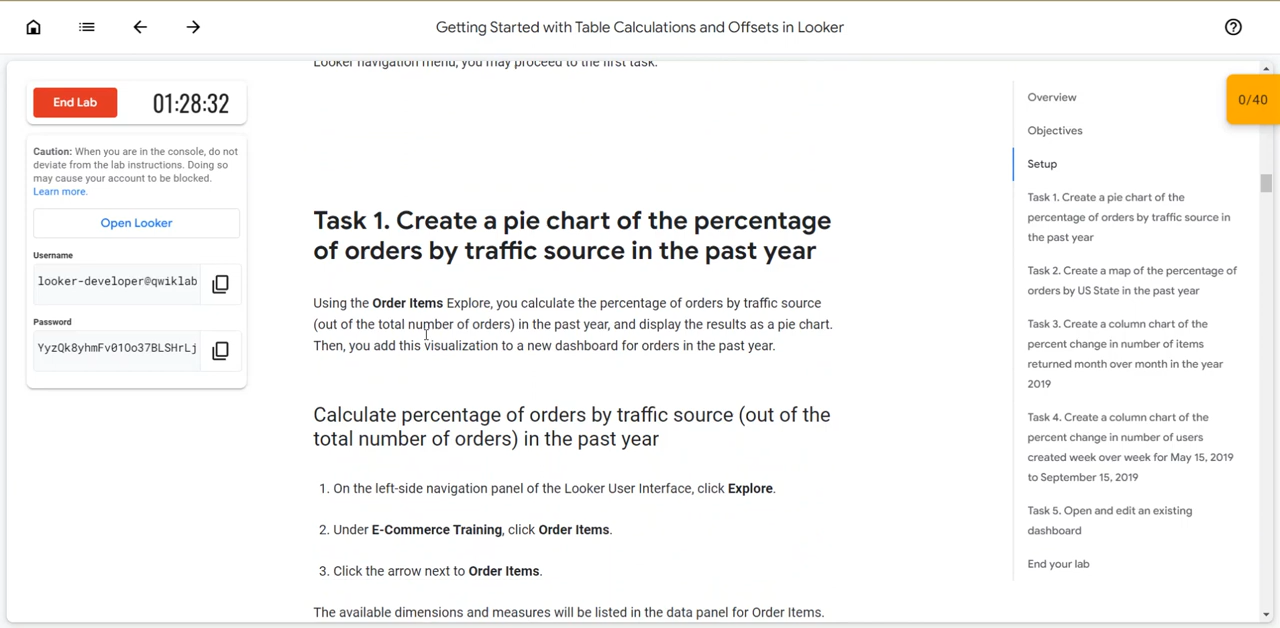 Getting Started with Table Calculations and Offsets in Looker
Looker navigation menu, you may proceed to the first task.
End Lab
01:28:32
Caution: When you are in the console, do not
deviate from the lab instructions. Doing so
may cause your account to be blocked.
Learn more.
Open Looker
Username
looker-developer@qwiklab
Password
YyzQk8yhmFv01Oo37BLSHrLj
Task 1. Create a pie chart of the percentage
of orders by traffic source in the past year
Using the Order Items Explore, you calculate the percentage of orders by traffic source
(out of the total number of orders) in the past year, and display the results as a pie chart.
Then, you add this visualization to a new dashboard for orders in the past year.
Calculate percentage of orders by traffic source (out of the
total number of orders) in the past year
1. On the left-side navigation panel of the Looker User Interface, click Explore.
2. Under E-Commerce Training, click Order Items.
3. Click the arrow next to Order Items.
The available dimensions and measures will be listed in the data panel for Order Items.
Overview
Objectives
Setup
Task 1. Create a pie chart of the
percentage of orders by traffic source in
the past year
Task 2. Create a map of the percentage of
orders by US State in the past year
Task 3. Create a column chart of the
percent change in number of items
returned month over month in the year
2019
Task 4. Create a column chart of the
percent change in number of users
created week over week for May 15, 2019
to September 15, 2019
Task 5. Open and edit an existing
dashboard
End your lab
0/40